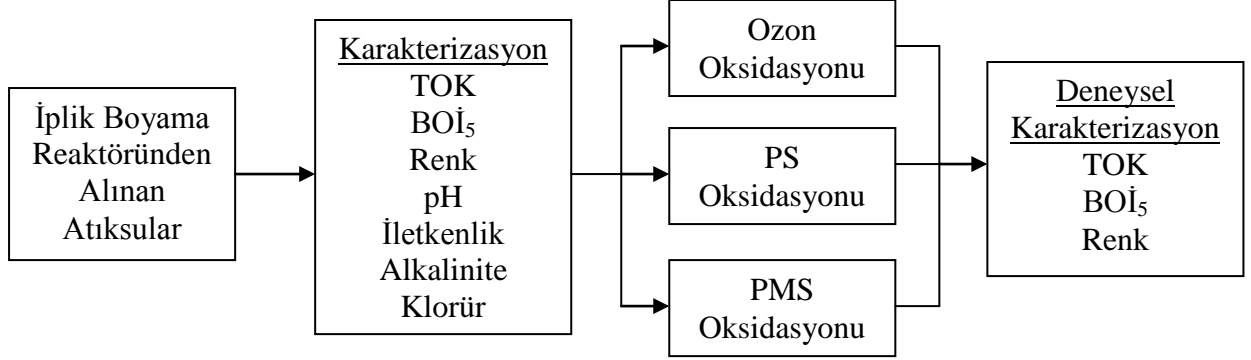 İplik Boyama
Reaktöründen
Alınan
Atıksular
Karakterizasyon
TOK
BOİ₅
Renk
pH
İletkenlik
Alkalinite
Klorür
Ozon
Oksidasyonu
PS
Oksidasyonu
PMS
Oksidasyonu
Deneysel
Karakterizasyon
TOK
BOİ₅
Renk